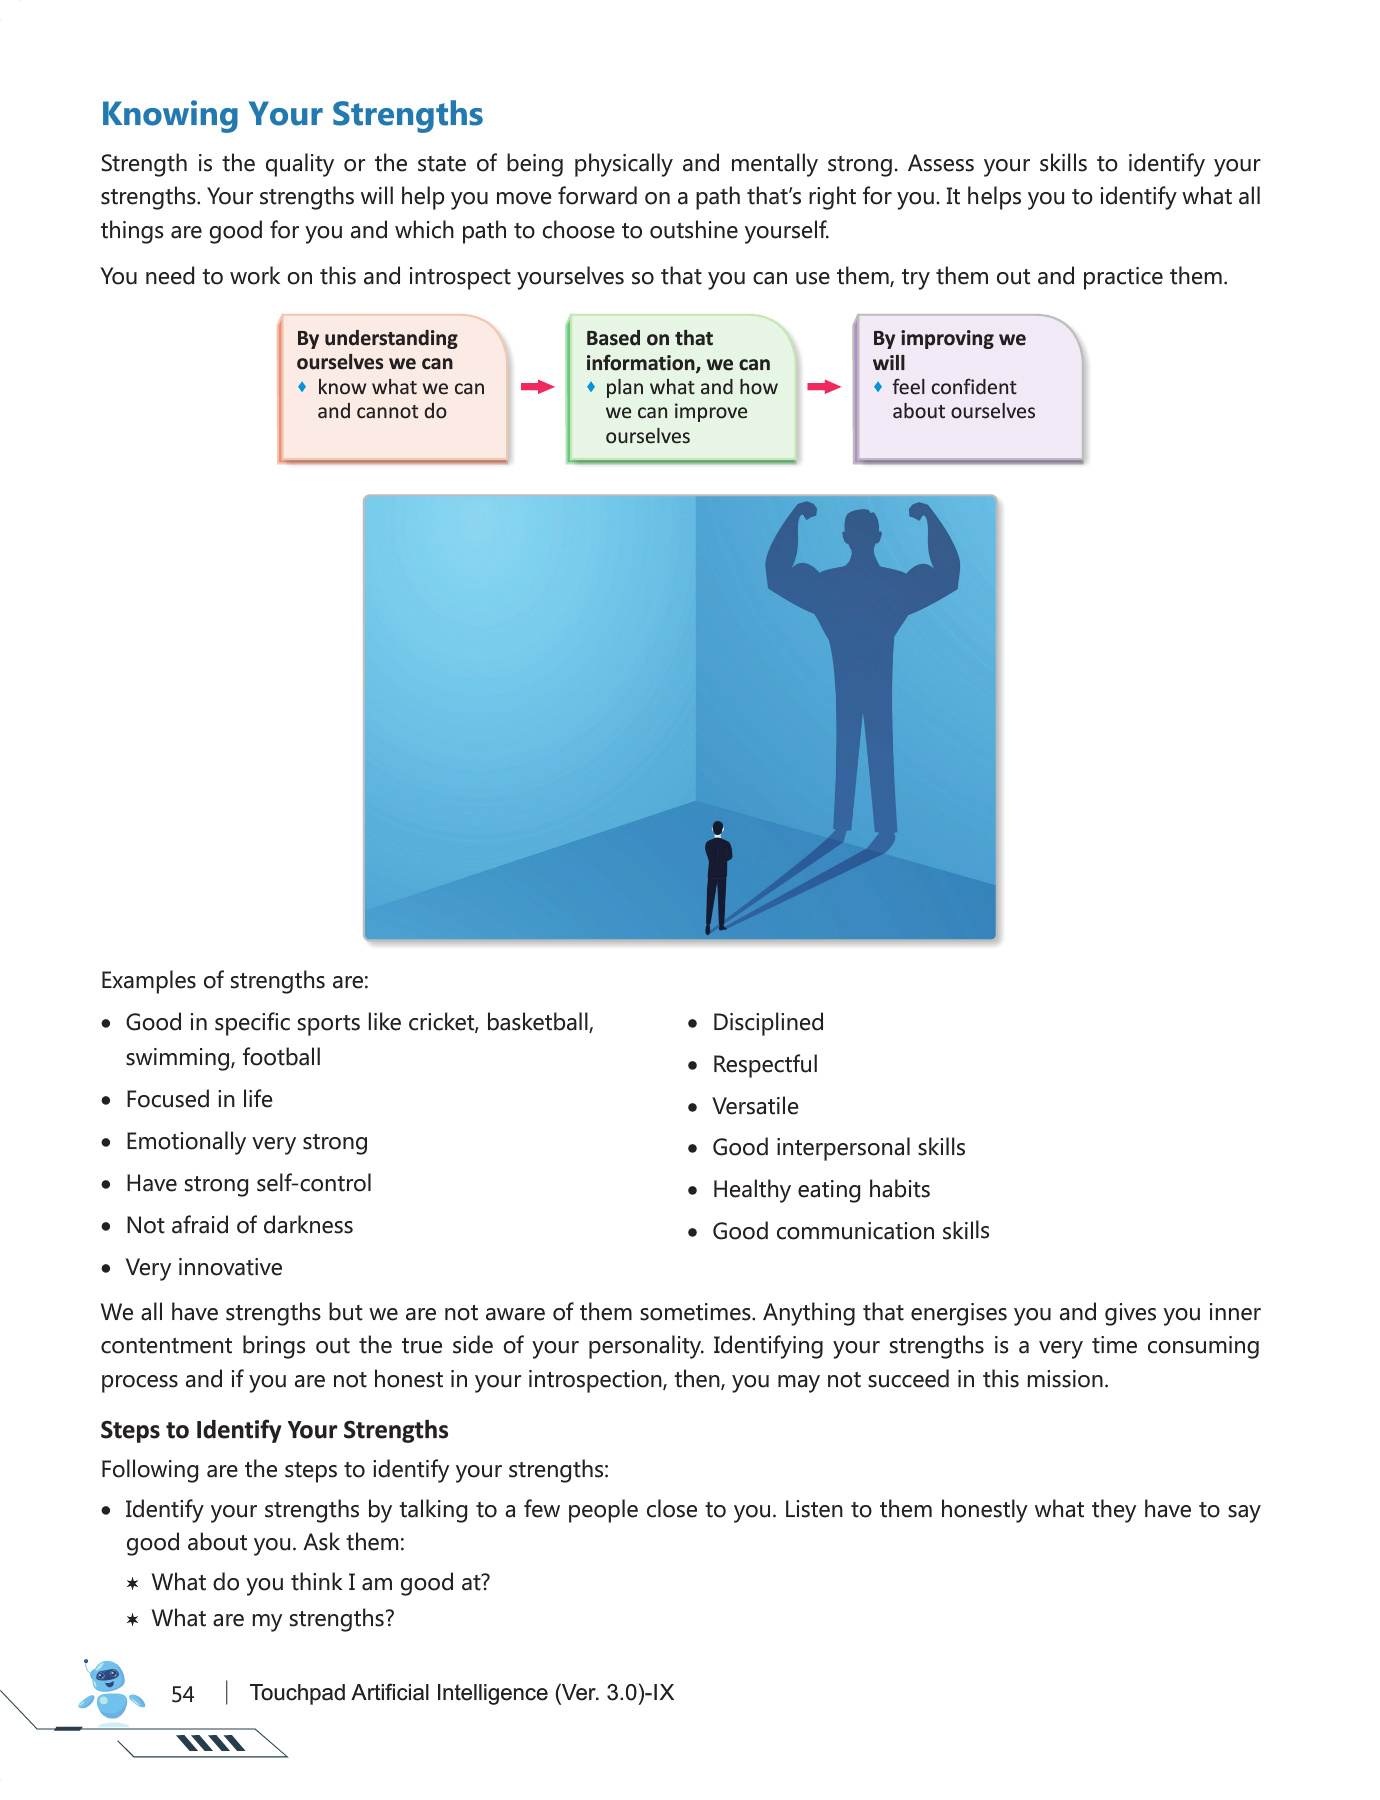 Knowing Your Strengths
Strength is the quality or the state of being physically and mentally strong. Assess your skills to identify your
strengths. Your strengths will help you move forward on a path that's right for you. It helps you to identify what all
things are good for you and which path to choose to outshine yourself.
You need to work on this and introspect yourselves so that you can use them, try them out and practice them.
By understanding
ourselves we can
♦ know what we can
and cannot do
Based on that
information, we can
♦ plan what and how
we can improve
ourselves
By improving we
will
♦ feel confident
about ourselves
Examples of strengths are:
• Good in specific sports like cricket, basketball,
swimming, football
• Focused in life
• Emotionally very strong
• Have strong self-control
• Not afraid of darkness
• Very innovative
• Disciplined
• Respectful
• Versatile
• Good interpersonal skills
• Healthy eating habits
• Good communication skills
We all have strengths but we are not aware of them sometimes. Anything that energises you and gives you inner
contentment brings out the true side of your personality. Identifying your strengths is a very time consuming
process and if you are not honest in your introspection, then, you may not succeed in this mission.
Steps to Identify Your Strengths
Following are the steps to identify your strengths:
• Identify your strengths by talking to a few people close to you. Listen to them honestly what they have to say
good about you. Ask them:
✶ What do you think I am good at?
✶ What are my strengths?
54 | Touchpad Artificial Intelligence (Ver. 3.0)-IX